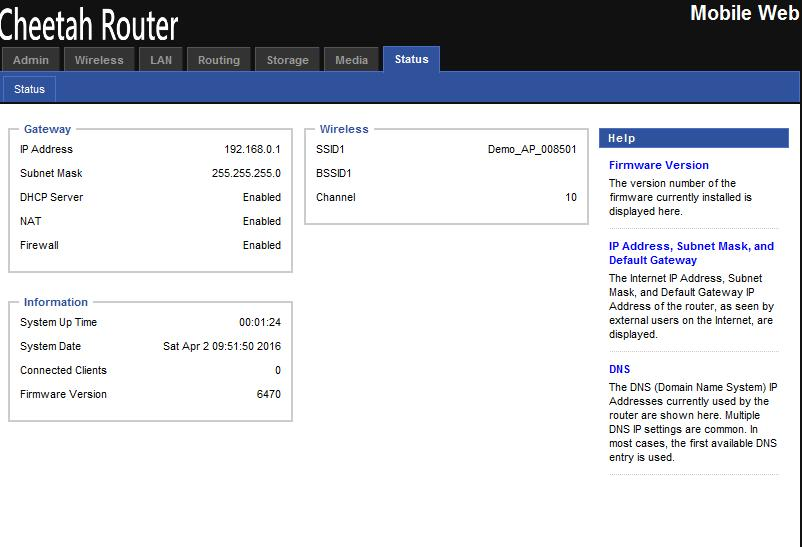 Cheetah Router
Mobile Web
Admin Wireless LAN Routing Storage Media Status
Status
Gateway
IP Address 192.168.0.1
Subnet Mask 255.255.255.0
DHCP Server Enabled
NAT Enabled
Firewall Enabled
Information
System Up Time 00:01:24
System Date Sat Apr 2 09:51:50 2016
Connected Clients 0
Firmware Version 6470
Wireless
SSID1 Demo_AP_008501
BSSID1
Channel 10
Help
Firmware Version
The version number of the
firmware currently installed is
displayed here.
IP Address, Subnet Mask, and
Default Gateway
The Internet IP Address, Subnet
Mask, and Default Gateway IP
Address of the router, as seen by
external users on the Internet, are
displayed.
DNS
The DNS (Domain Name System) IP
Addresses currently used by the
router are shown here. Multiple
DNS IP settings are common. In
most cases, the first available DNS
entry is used.